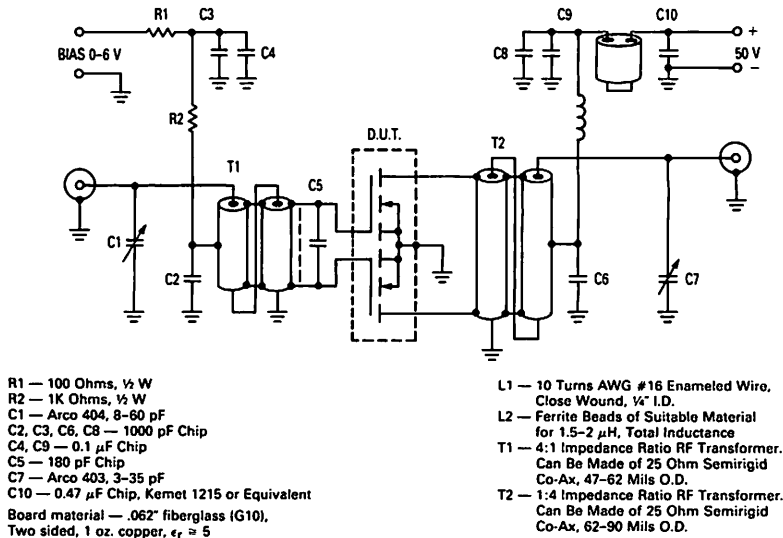 R1
C3
C9
C10
BIAS 0–6 V
C4
C8
+
50 V
–
R2
D.U.T.
T1
T2
C5
C1
C2
C6
C7
R1 — 100 Ohms, ½ W
R2 — 1K Ohms, ½ W
C1 — Arco 404, 8–60 pF
C2, C3, C6, C8 — 1000 pF Chip
C4, C9 — 0.1 μF Chip
C5 — 180 pF Chip
C7 — Arco 403, 3–35 pF
C10 — 0.47 μF Chip, Kemet 1215 or Equivalent
Board material — .062" fiberglass (G10),
Two sided, 1 oz. copper, εr ≅ 5
L1 — 10 Turns AWG #16 Enameled Wire,
Close Wound, ¼" I.D.
L2 — Ferrite Beads of Suitable Material
for 1.5–2 μH, Total Inductance
T1 — 4:1 Impedance Ratio RF Transformer.
Can Be Made of 25 Ohm Semirigid
Co-Ax, 47–62 Mils O.D.
T2 — 1:4 Impedance Ratio RF Transformer.
Can Be Made of 25 Ohm Semirigid
Co-Ax, 62–90 Mils O.D.